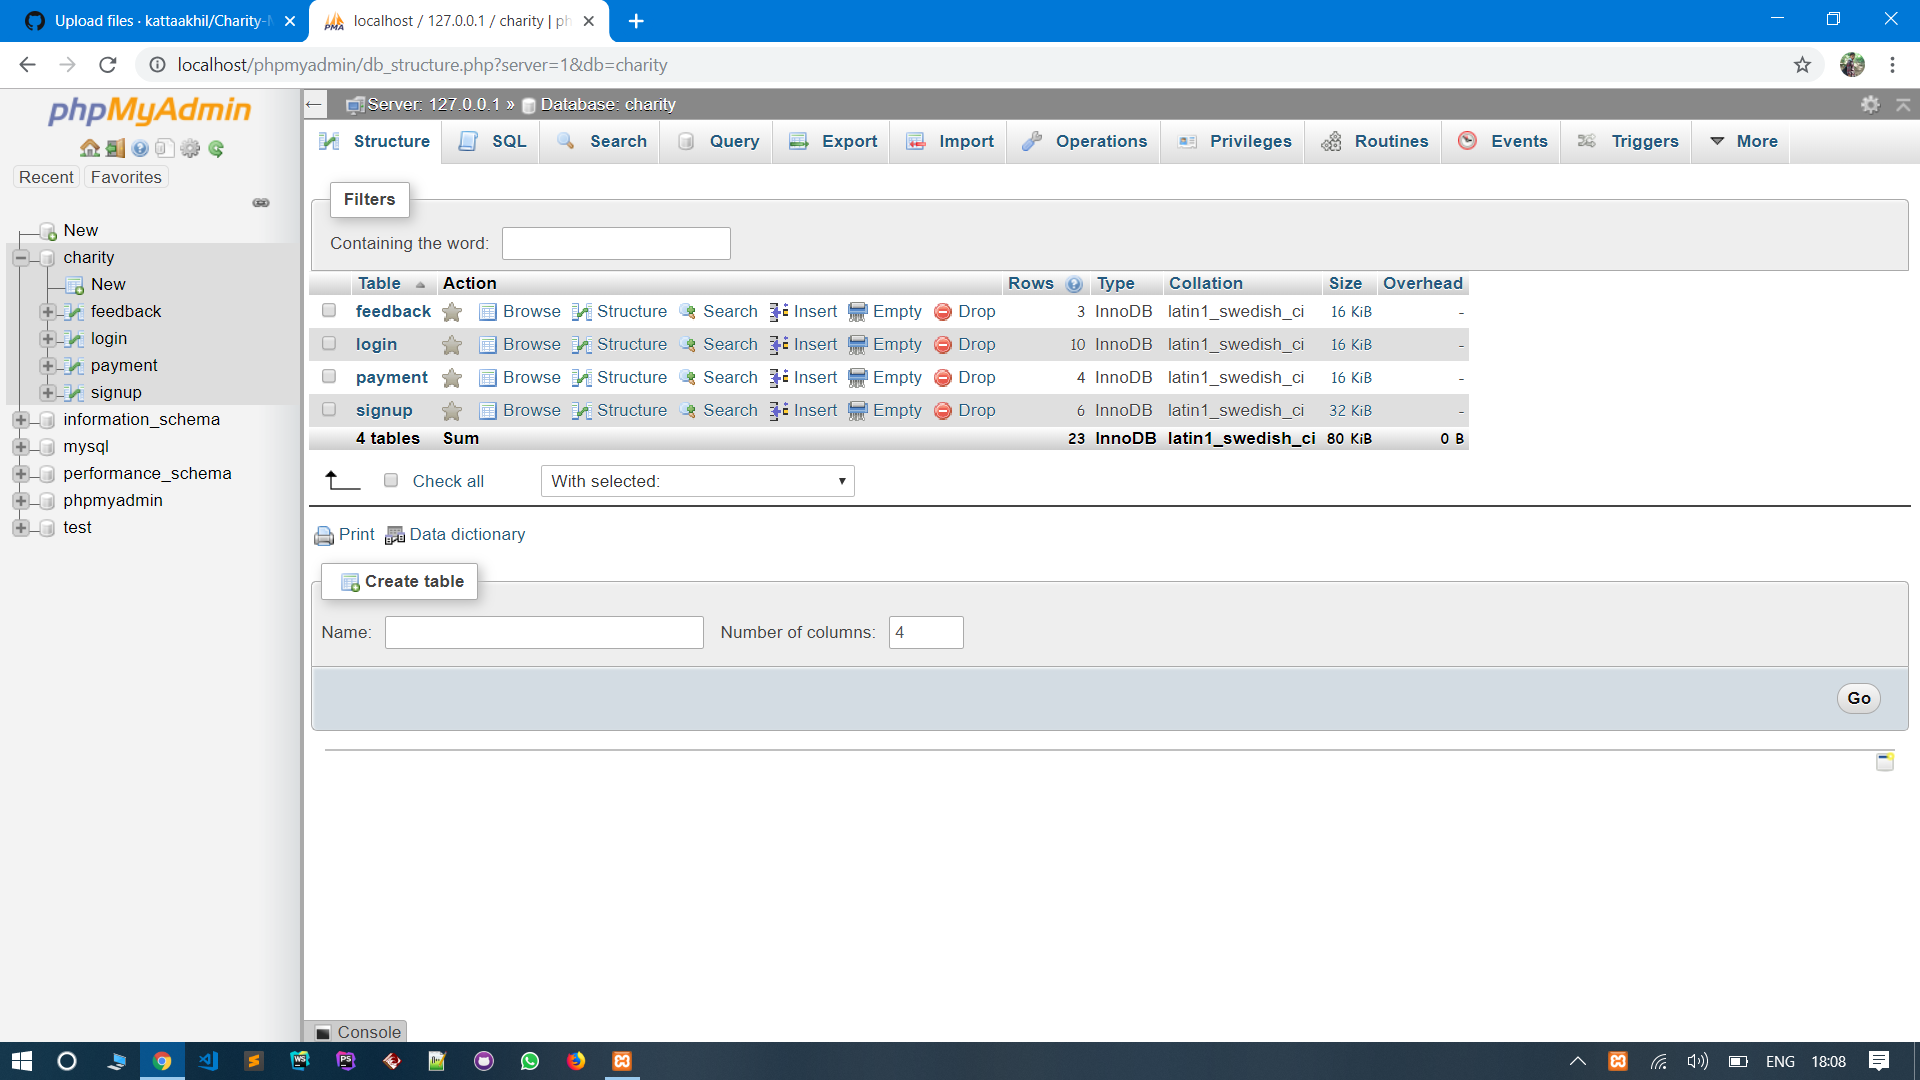 Upload files · kattaakhil/Charity-
localhost / 127.0.0.1 / charity | ph
localhost/phpmyadmin/db_structure.php?server=1&db=charity
phpMyAdmin
Recent Favorites
New
charity
New
feedback
login
payment
signup
information_schema
mysql
performance_schema
phpmyadmin
test
Server: 127.0.0.1 » Database: charity
Structure SQL Search Query Export Import Operations Privileges Routines Events Triggers More
Filters
Containing the word:
Table Action Rows Type Collation Size Overhead
feedback Browse Structure Search Insert Empty Drop 3 InnoDB latin1_swedish_ci 16 KiB -
login Browse Structure Search Insert Empty Drop 10 InnoDB latin1_swedish_ci 16 KiB -
payment Browse Structure Search Insert Empty Drop 4 InnoDB latin1_swedish_ci 16 KiB -
signup Browse Structure Search Insert Empty Drop 6 InnoDB latin1_swedish_ci 32 KiB -
4 tables Sum 23 InnoDB latin1_swedish_ci 80 KiB 0 B
Check all With selected:
Print Data dictionary
Create table
Name: Number of columns: 4
Go
Console
ENG 18:08